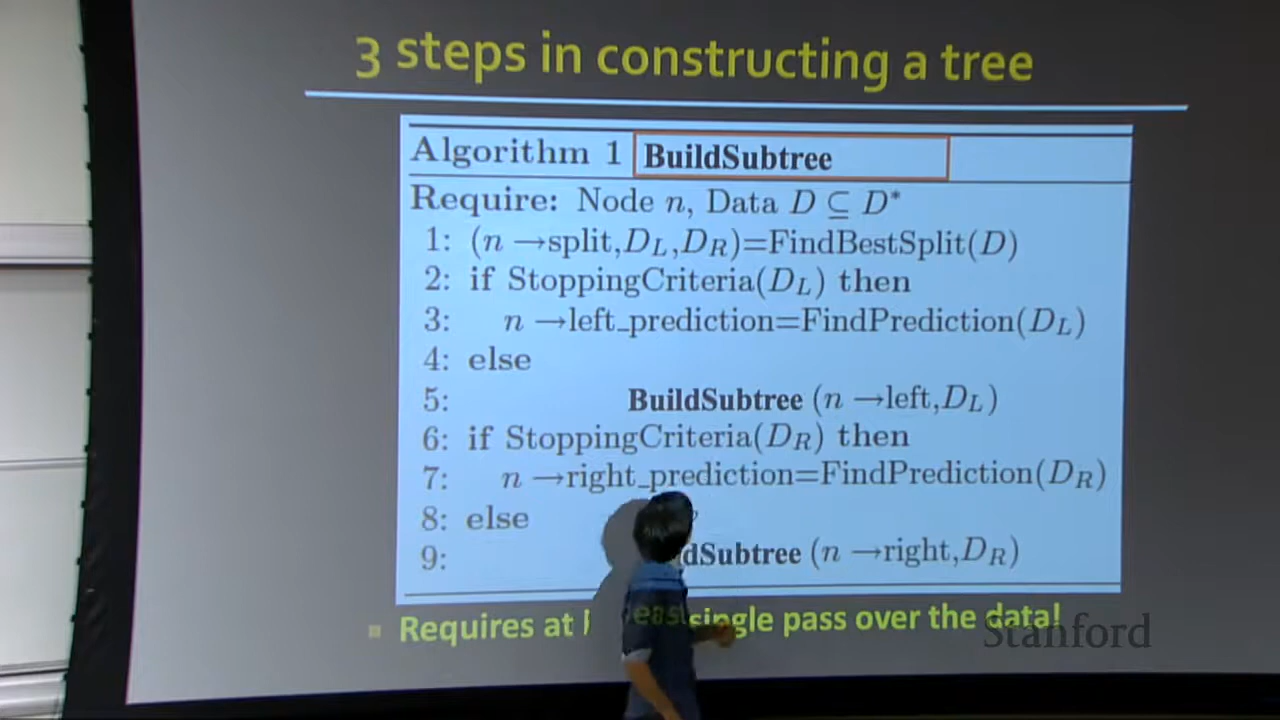 3 steps in constructing a tree
Algorithm 1 BuildSubtree
Require: Node n, Data D ⊆ D*
1: (n →split,D_L,D_R)=FindBestSplit(D)
2: if StoppingCriteria(D_L) then
3: n →left_prediction=FindPrediction(D_L)
4: else
5: BuildSubtree (n →left,D_L)
6: if StoppingCriteria(D_R) then
7: n →right_prediction=FindPrediction(D_R)
8: else
9: dSubtree (n →right,D_R)
▪ Requires at leas single pass over the data!
Stanford